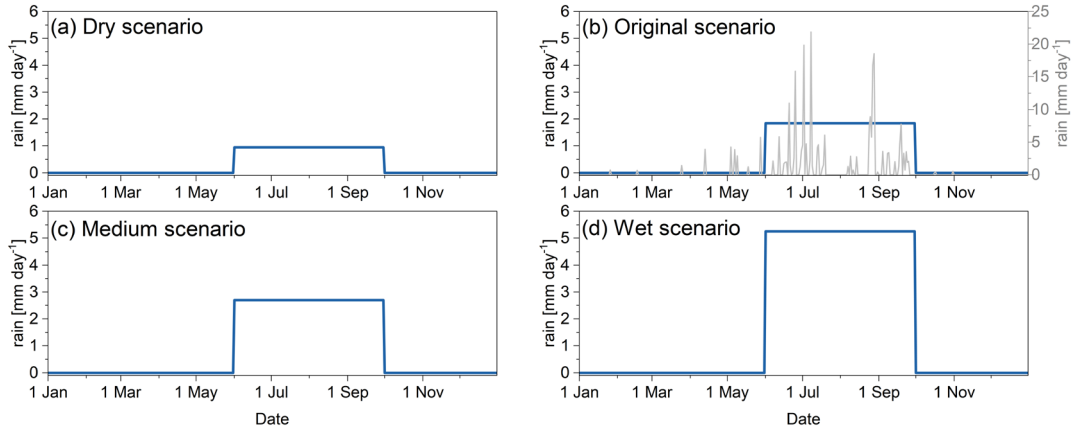 (a) Dry scenario
rain [mm day⁻¹]
6
5
4
3
2
1
0
1 Jan 1 Mar 1 May 1 Jul 1 Sep 1 Nov
(b) Original scenario
rain [mm day⁻¹]
6
5
4
3
2
1
0
25
20
15
10
5
0
rain [mm day⁻¹]
1 Jan 1 Mar 1 May 1 Jul 1 Sep 1 Nov
(c) Medium scenario
rain [mm day⁻¹]
6
5
4
3
2
1
0
1 Jan 1 Mar 1 May 1 Jul 1 Sep 1 Nov
Date
(d) Wet scenario
rain [mm day⁻¹]
6
5
4
3
2
1
0
1 Jan 1 Mar 1 May 1 Jul 1 Sep 1 Nov
Date